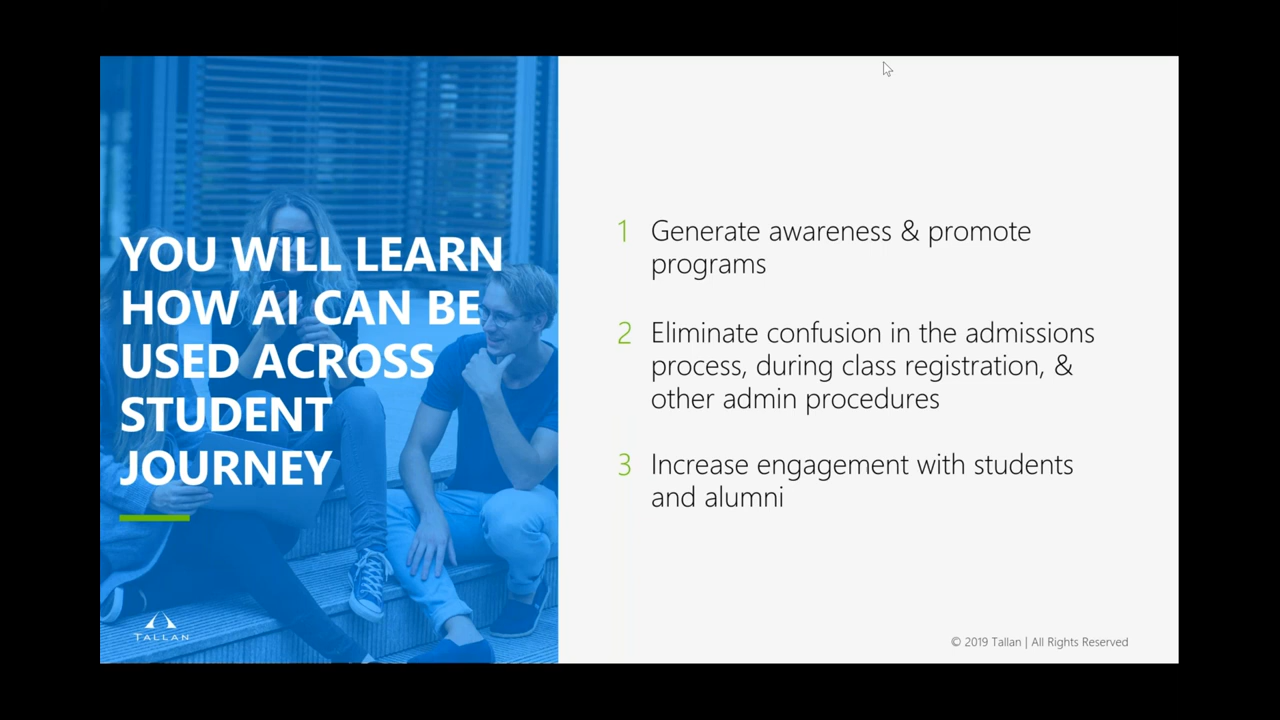 YOU WILL LEARN
HOW AI CAN BE
USED ACROSS
STUDENT
JOURNEY
TALLAN
1 Generate awareness & promote
programs
2 Eliminate confusion in the admissions
process, during class registration, &
other admin procedures
3 Increase engagement with students
and alumni
© 2019 Tallan | All Rights Reserved